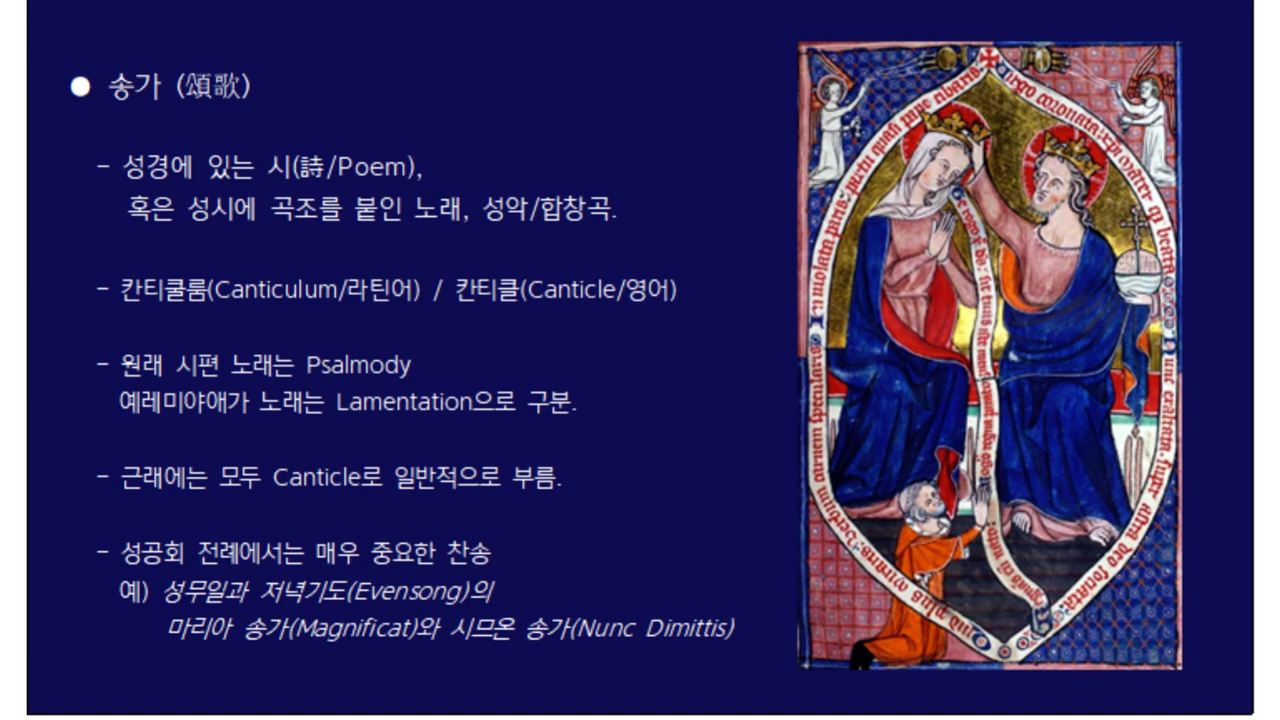 ● 송가 (頌歌)
- 성경에 있는 시(詩/Poem),
혹은 성시에 곡조를 붙인 노래, 성악/합창곡.
- 칸티쿨룸(Canticulum/라틴어) / 칸티클(Canticle/영어)
- 원래 시편 노래는 Psalmody
예레미야애가 노래는 Lamentation으로 구분.
- 근래에는 모두 Canticle로 일반적으로 부름.
- 성공회 전례에서는 매우 중요한 찬송
예) 성무일과 저녁기도(Evensong)의
마리아 송가(Magnificat)와 시므온 송가(Nunc Dimittis)